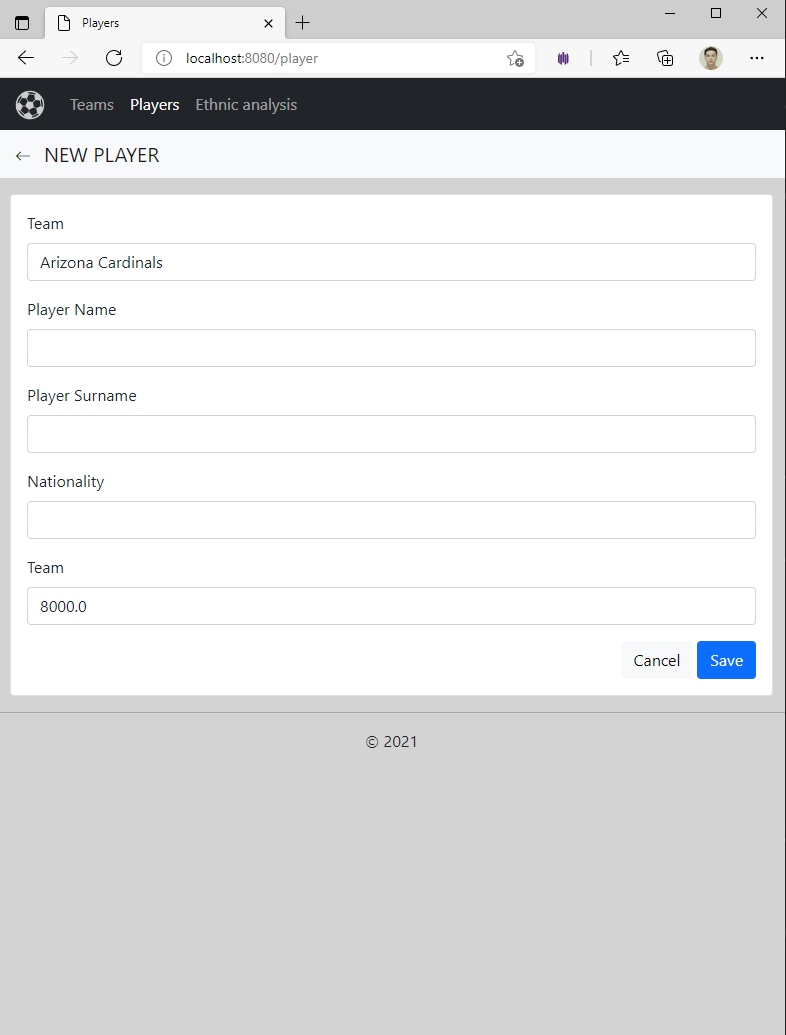 Players
localhost:8080/player
Teams Players Ethnic analysis
NEW PLAYER
Team
Arizona Cardinals
Player Name
Player Surname
Nationality
Team
8000.0
Cancel Save
© 2021